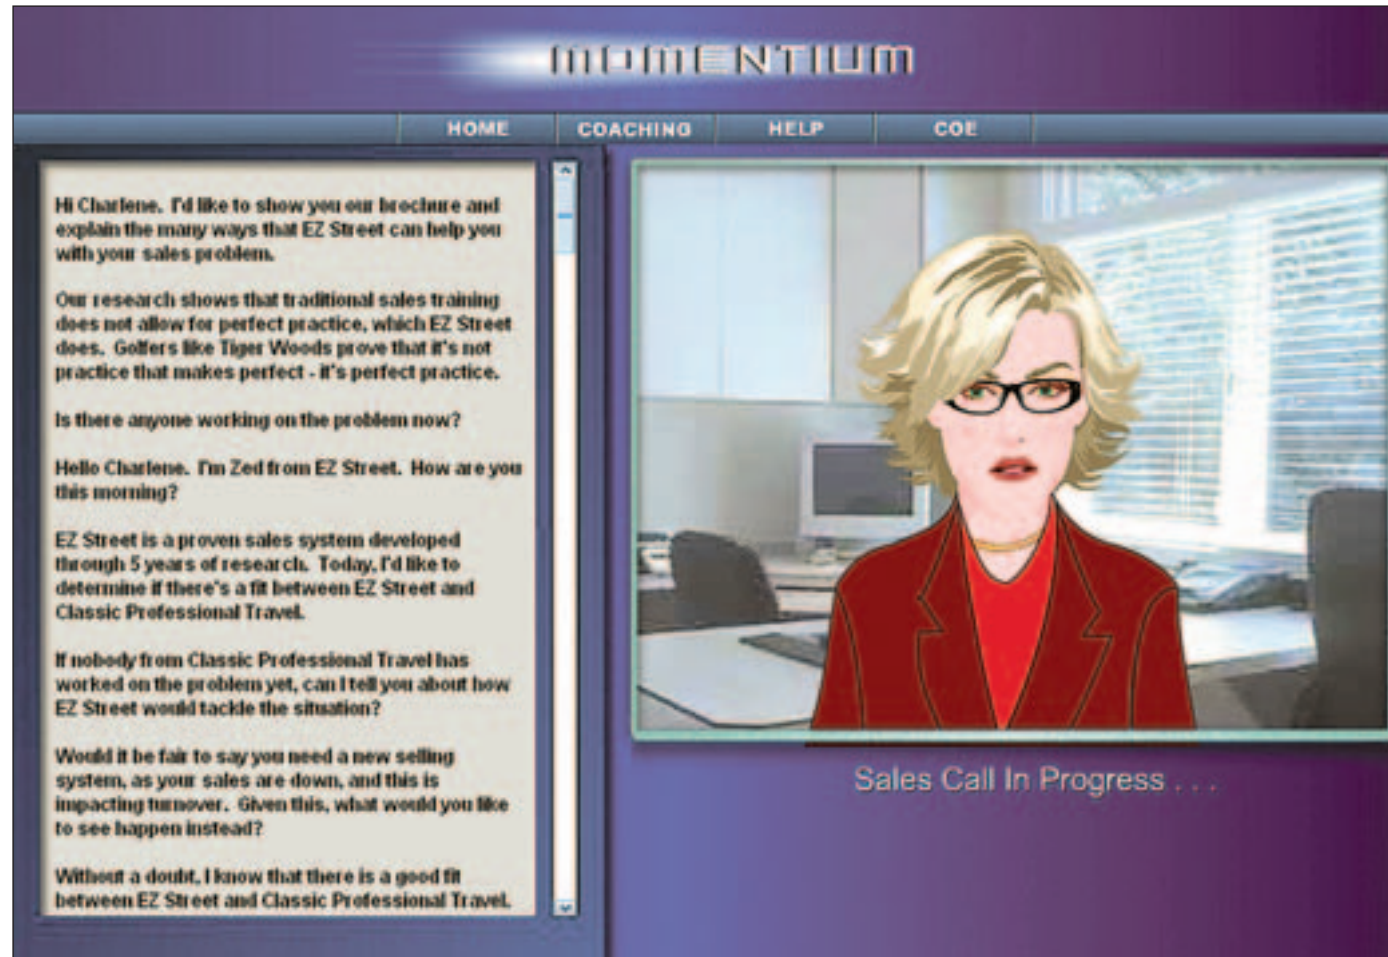 MOMENTIUM
HOME COACHING HELP COE
Hi Charlene. I'd like to show you our brochure and
explain the many ways that EZ Street can help you
with your sales problem.
Our research shows that traditional sales training
does not allow for perfect practice, which EZ Street
does. Golfers like Tiger Woods prove that it's not
practice that makes perfect - it's perfect practice.
Is there anyone working on the problem now?
Hello Charlene. I'm Zed from EZ Street. How are you
this morning?
EZ Street is a proven sales system developed
through 5 years of research. Today, I'd like to
determine if there's a fit between EZ Street and
Classic Professional Travel.
If nobody from Classic Professional Travel has
worked on the problem yet, can I tell you about how
EZ Street would tackle the situation?
Would it be fair to say you need a new selling
system, as your sales are down, and this is
impacting turnover. Given this, what would you like
to see happen instead?
Without a doubt, I know that there is a good fit
between EZ Street and Classic Professional Travel.
Sales Call In Progress . . .